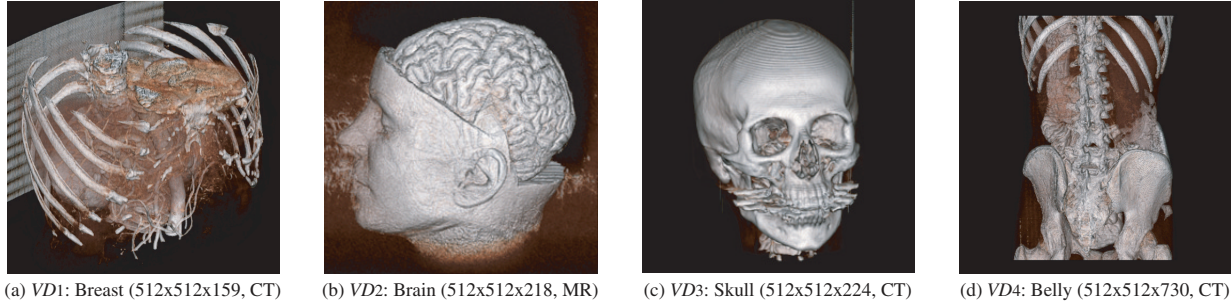 (a) VD1: Breast (512x512x159, CT)
(b) VD2: Brain (512x512x218, MR)
(c) VD3: Skull (512x512x224, CT)
(d) VD4: Belly (512x512x730, CT)